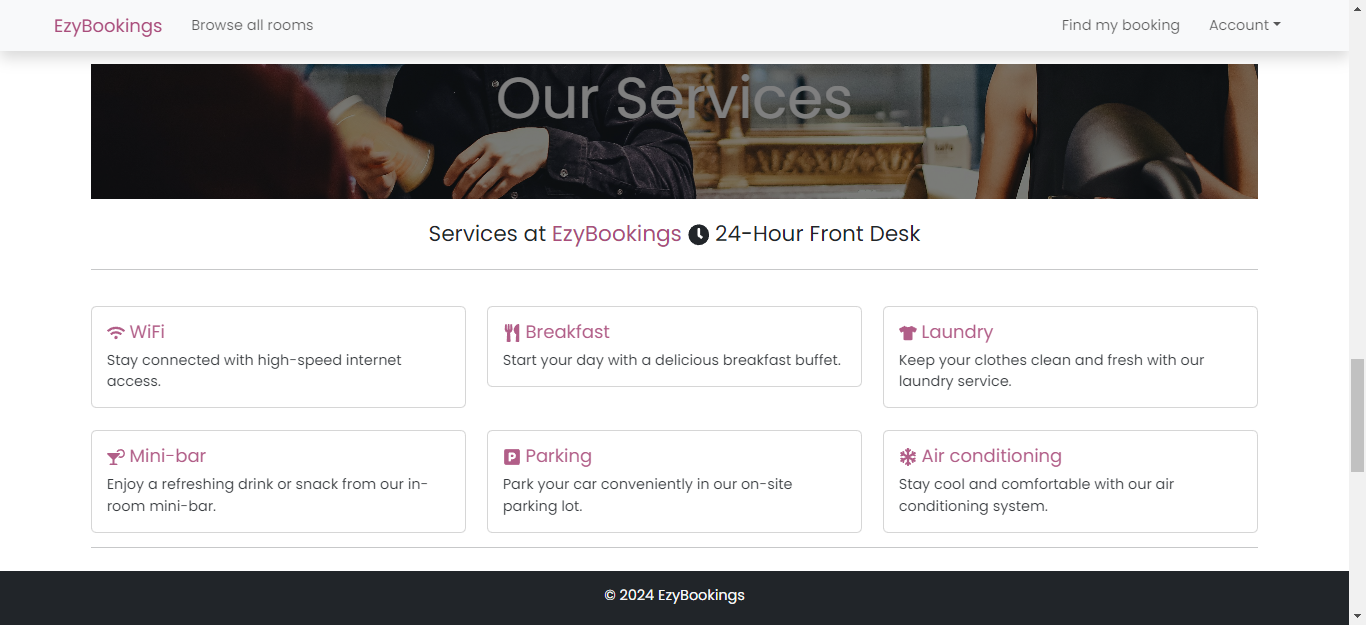 EzyBookings Browse all rooms Find my booking Account
Our Services
Services at EzyBookings 24-Hour Front Desk
WiFi
Stay connected with high-speed internet
access.
Breakfast
Start your day with a delicious breakfast buffet.
Laundry
Keep your clothes clean and fresh with our
laundry service.
Mini-bar
Enjoy a refreshing drink or snack from our in-
room mini-bar.
Parking
Park your car conveniently in our on-site
parking lot.
Air conditioning
Stay cool and comfortable with our air
conditioning system.
© 2024 EzyBookings